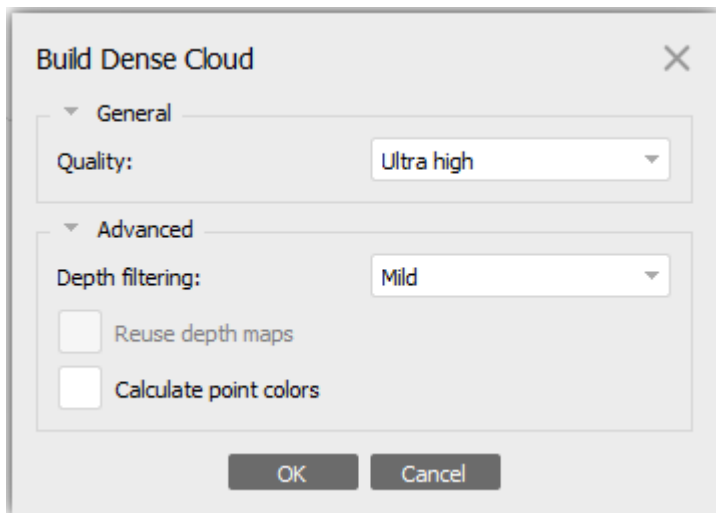 Build Dense Cloud
General
Quality: Ultra high
Advanced
Depth filtering: Mild
Reuse depth maps
Calculate point colors
OK Cancel